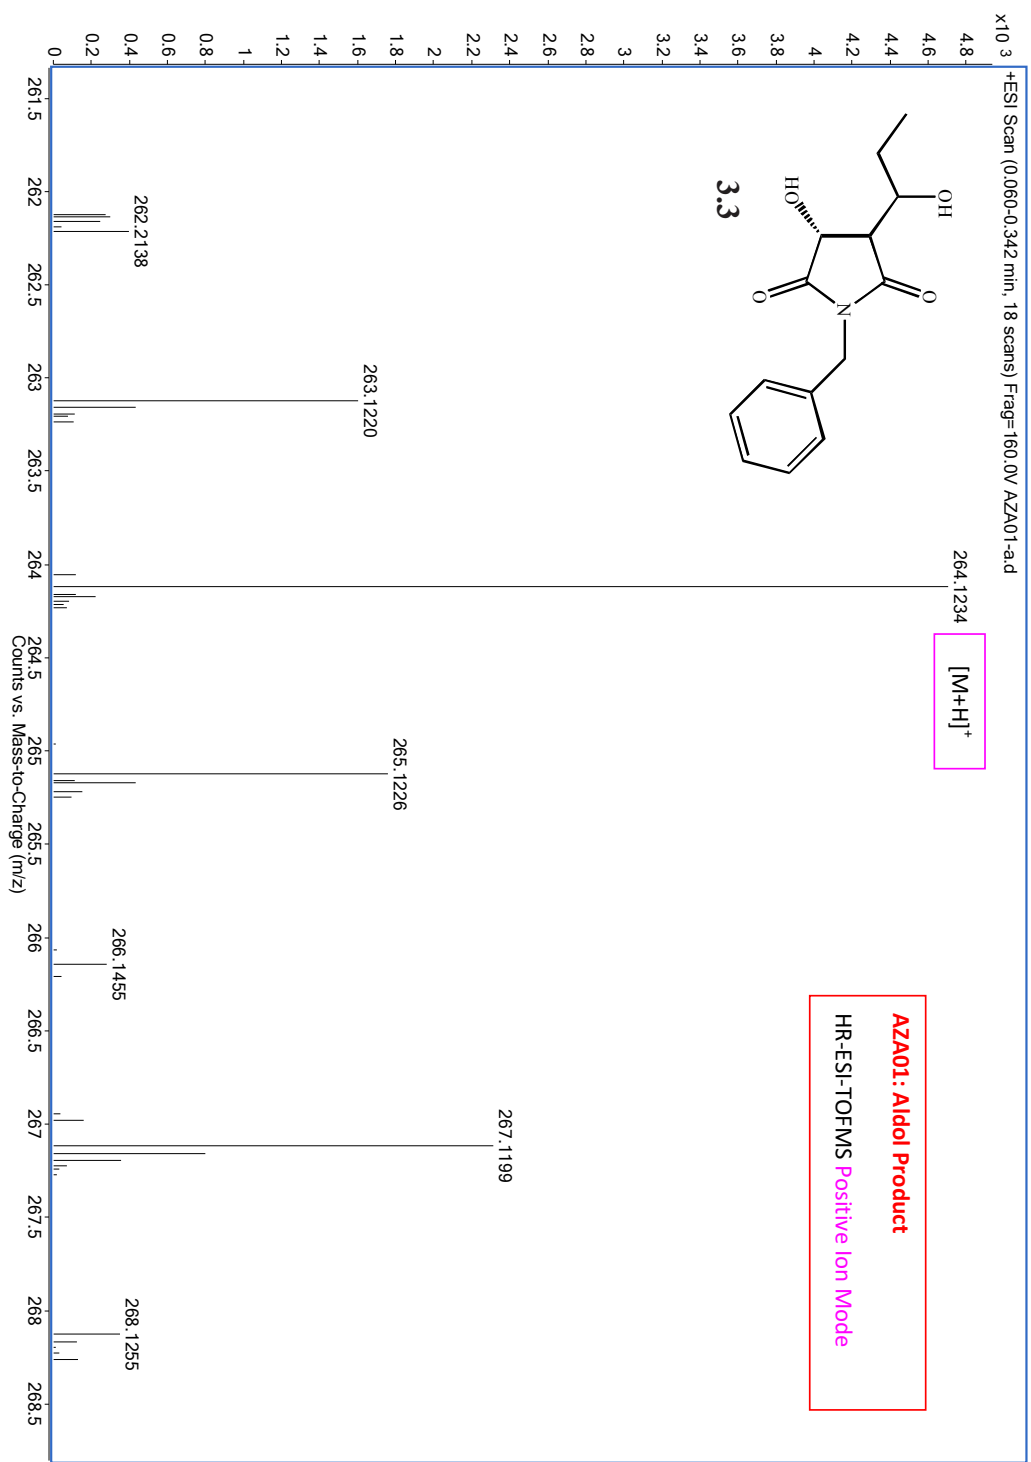 x10 3
+ESI Scan (0.060-0.342 min, 18 scans) Frag=160.0V AZA01-a.d
4.8
4.6
4.4
4.2
4
3.8
3.6
3.4
3.2
3
2.8
2.6
2.4
2.2
2
1.8
1.6
1.4
1.2
1
0.8
0.6
0.4
0.2
0
OH
O
N
HO
O
3.3
264.1234
[M+H]+
AZA01: Aldol Product
HR-ESI-TOFMS Positive Ion Mode
267.1199
265.1226
263.1220
262.2138
268.1255
266.1455
261.5 262 262.5 263 263.5 264 264.5 265 265.5 266 266.5 267 267.5 268 268.5
Counts vs. Mass-to-Charge (m/z)